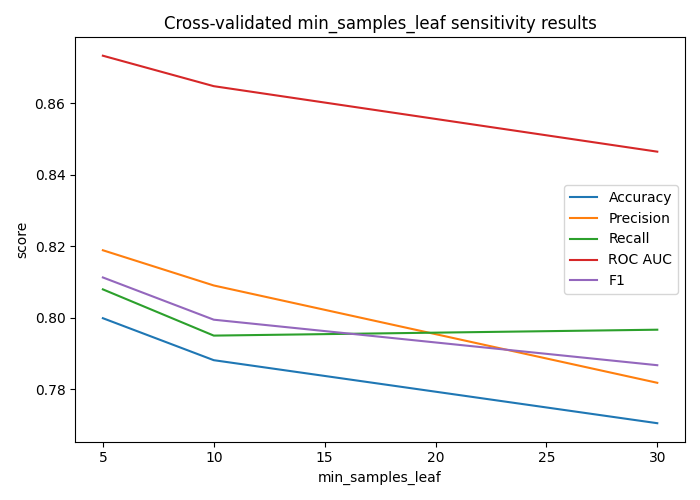 Cross-validated min_samples_leaf sensitivity results
score
0.86
0.84
0.82
0.80
0.78
Accuracy
Precision
Recall
ROC AUC
F1
5
10
15
20
25
30
min_samples_leaf